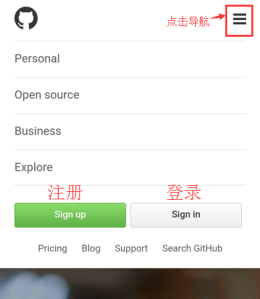 点击导航
Personal
Open source
Business
Explore
注册 登录
Sign up Sign in
Pricing Blog Support Search GitHub